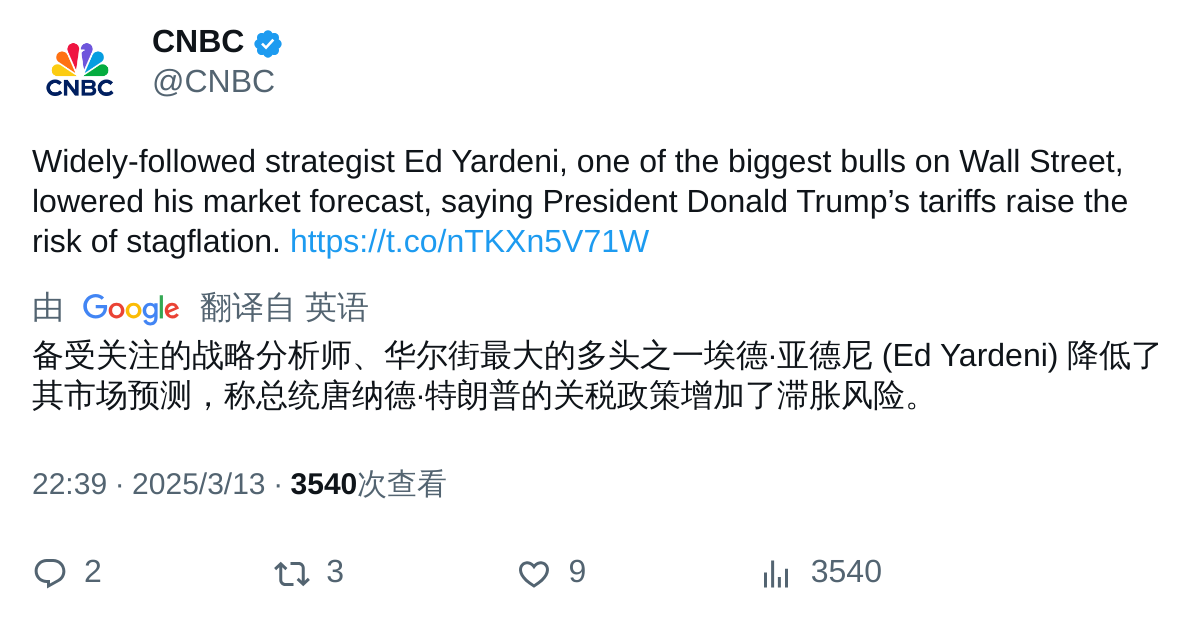 CNBC
@CNBC
CNBC
Widely-followed strategist Ed Yardeni, one of the biggest bulls on Wall Street,
lowered his market forecast, saying President Donald Trump’s tariffs raise the
risk of stagflation. https://t.co/nTKXn5V71W
由 Google 翻译自 英语
备受关注的战略分析师、华尔街最大的多头之一埃德·亚德尼 (Ed Yardeni) 降低了
其市场预测，称总统唐纳德·特朗普的关税政策增加了滞胀风险。
22:39 · 2025/3/13 · 3540次查看
2 3 9 3540